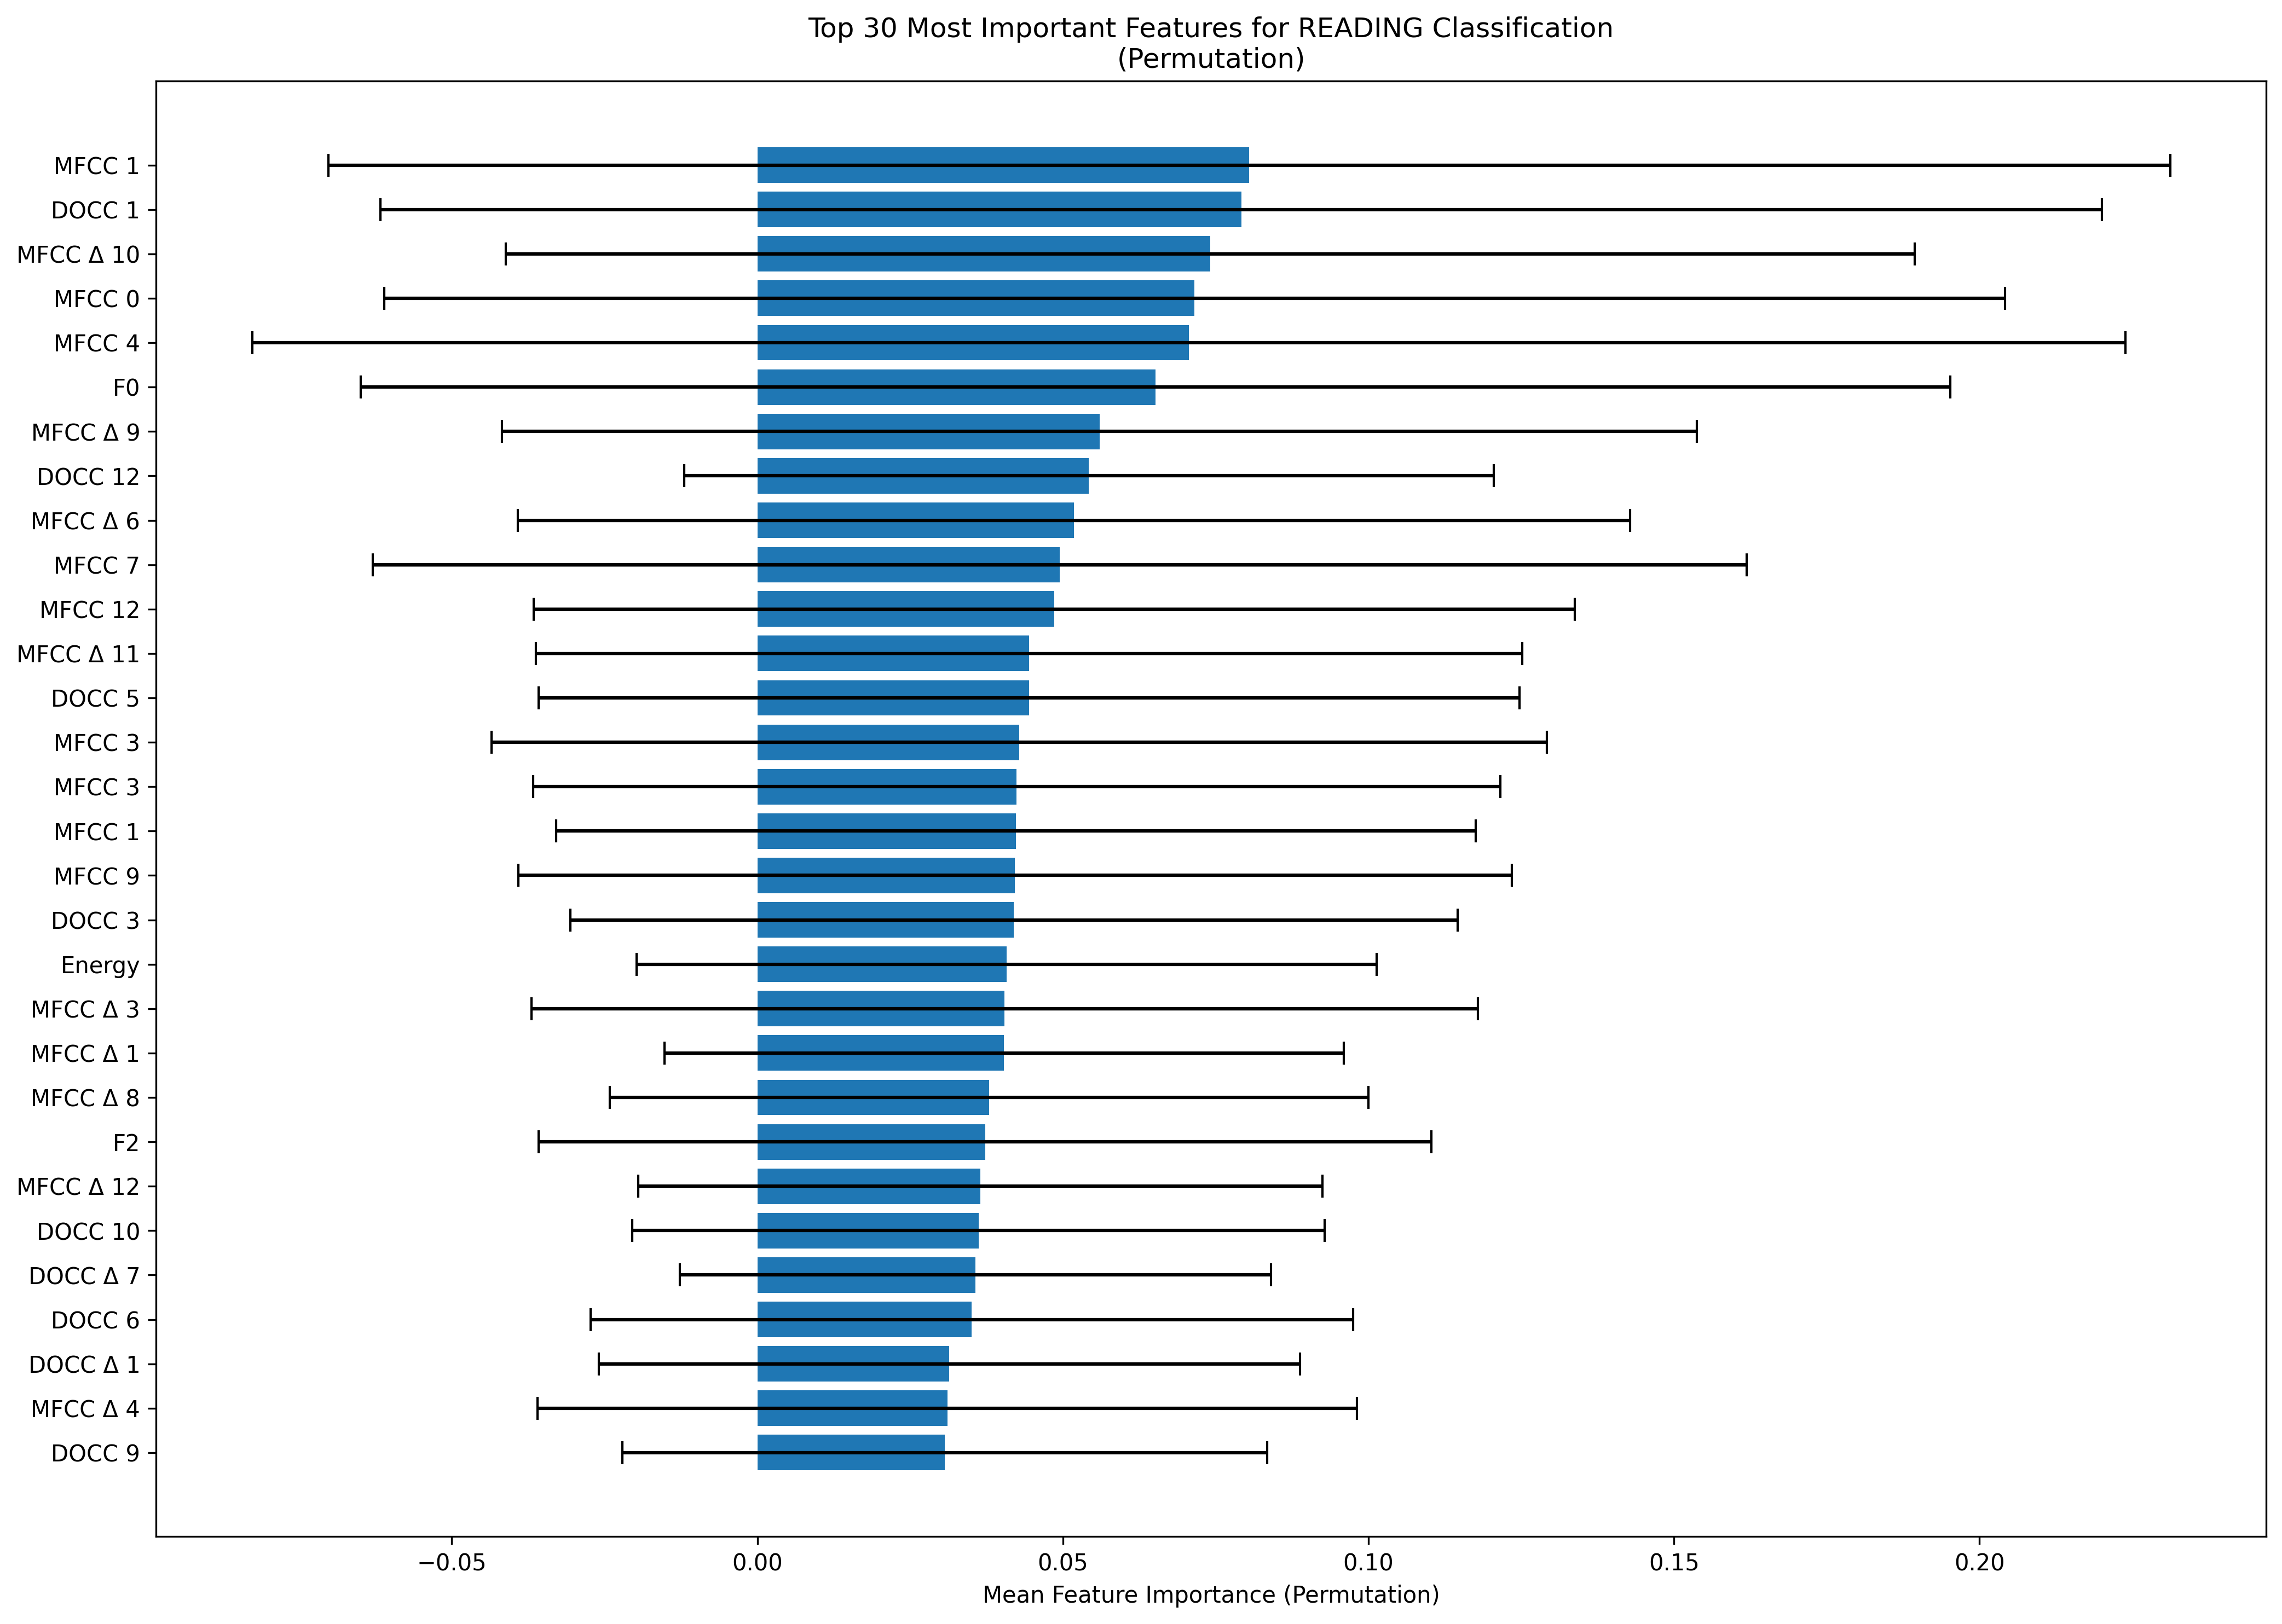 Top 30 Most Important Features for READING Classification
(Permutation)
MFCC 1
DOCC 1
MFCC Δ 10
MFCC 0
MFCC 4
F0
MFCC Δ 9
DOCC 12
MFCC Δ 6
MFCC 7
MFCC 12
MFCC Δ 11
DOCC 5
MFCC 3
MFCC 3
MFCC 1
MFCC 9
DOCC 3
Energy
MFCC Δ 3
MFCC Δ 1
MFCC Δ 8
F2
MFCC Δ 12
DOCC 10
DOCC Δ 7
DOCC 6
DOCC Δ 1
MFCC Δ 4
DOCC 9
−0.05 0.00 0.05 0.10 0.15 0.20
Mean Feature Importance (Permutation)